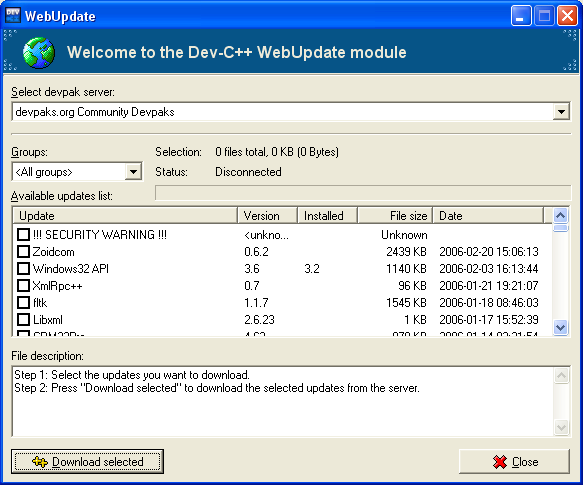 WebUpdate
Welcome to the Dev-C++ WebUpdate module
Select devpak server:
devpaks.org Community Devpaks
Groups:
Selection: 0 files total, 0 KB (0 Bytes)
<All groups>
Status: Disconnected
Available updates list:
Update Version Installed File size Date
!!! SECURITY WARNING !!! <unkno... Unknown
Zoidcom 0.6.2 2439 KB 2006-02-20 15:06:13
Windows32 API 3.6 3.2 1140 KB 2006-02-03 16:13:44
XmlRpc++ 0.7 96 KB 2006-01-21 19:21:07
fltk 1.1.7 1545 KB 2006-01-18 08:46:03
Libxml 2.6.23 1 KB 2006-01-17 15:52:39
File description:
Step 1: Select the updates you want to download.
Step 2: Press "Download selected" to download the selected updates from the server.
Download selected
Close